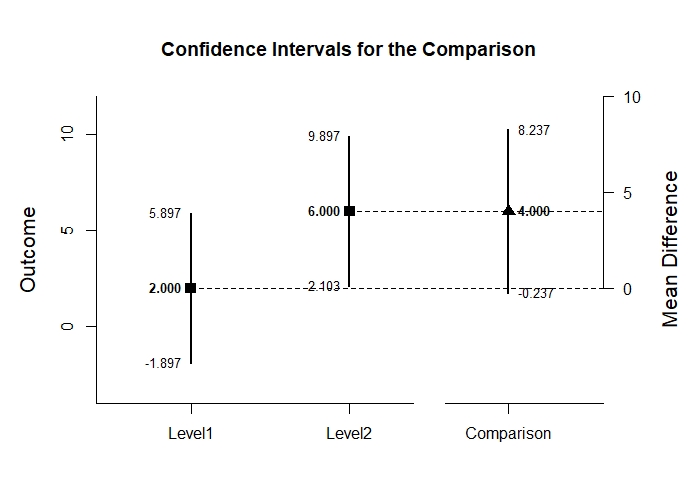 Confidence Intervals for the Comparison
10
10
8.237
9.897
5.897
6.000
4.000
5
5
2.000
2.103
-0.237
0
0
-1.897
Outcome
Mean Difference
Level1
Level2
Comparison